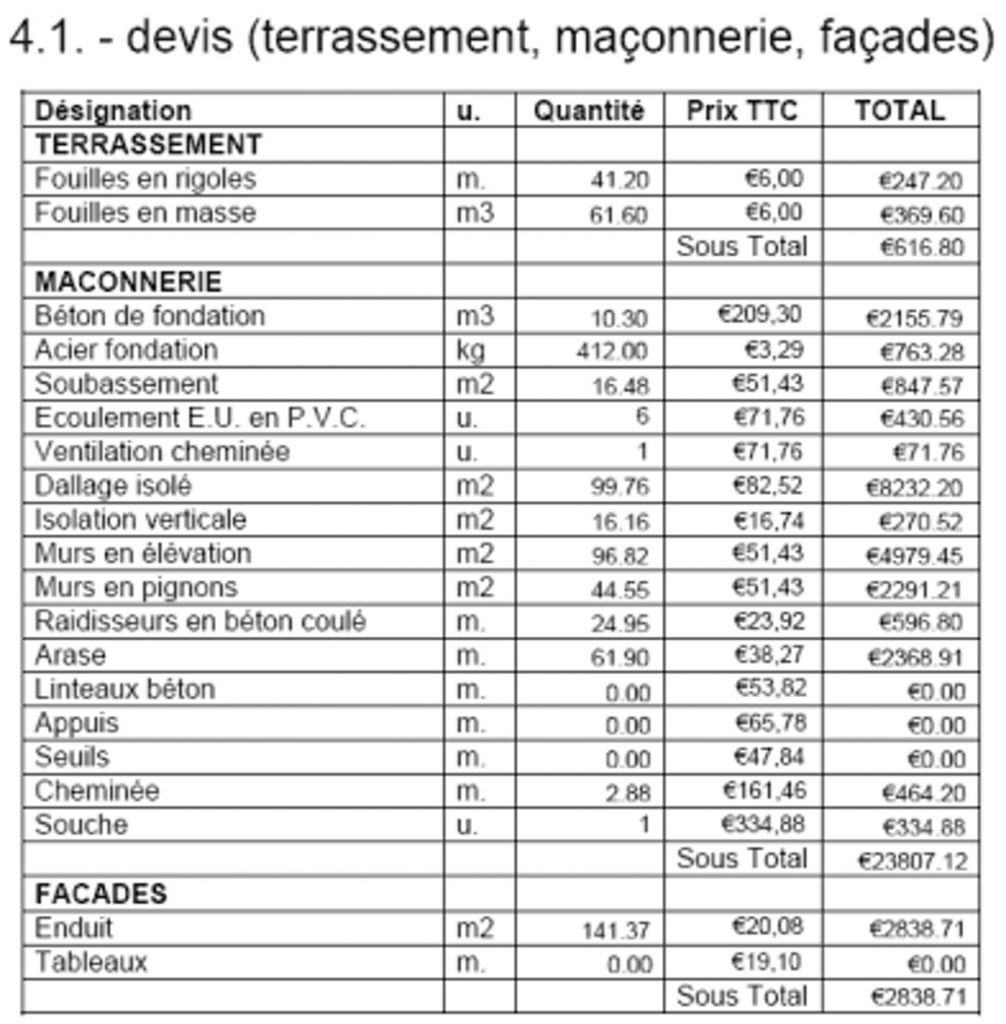 4.1. - devis (terrassement, maçonnerie, façades)
Désignation u. Quantité Prix TTC TOTAL
TERRASSEMENT
Fouilles en rigoles m. 41.20 €6,00 €247.20
Fouilles en masse m3 61.60 €6,00 €369.60
Sous Total €616.80
MACONNERIE
Béton de fondation m3 10.30 €209,30 €2155.79
Acier fondation kg 412.00 €3,29 €763.28
Soubassement m2 16.48 €51,43 €847.57
Ecoulement E.U. en P.V.C. u. 6 €71,76 €430.56
Ventilation cheminée u. 1 €71,76 €71.76
Dallage isolé m2 99.76 €82,52 €8232.20
Isolation verticale m2 16.16 €16,74 €270.52
Murs en élévation m2 96.82 €51,43 €4979.45
Murs en pignons m2 44.55 €51,43 €2291.21
Raidisseurs en béton coulé m. 24.95 €23,92 €596.80
Arase m. 61.90 €38,27 €2368.91
Linteaux béton m. 0.00 €53,82 €0.00
Appuis m. 0.00 €65,78 €0.00
Seuils m. 0.00 €47,84 €0.00
Cheminée m. 2.88 €161,46 €464.20
Souche u. 1 €334,88 €334.88
Sous Total €23807.12
FACADES
Enduit m2 141.37 €20,08 €2838.71
Tableaux m. 0.00 €19,10 €0.00
Sous Total €2838.71